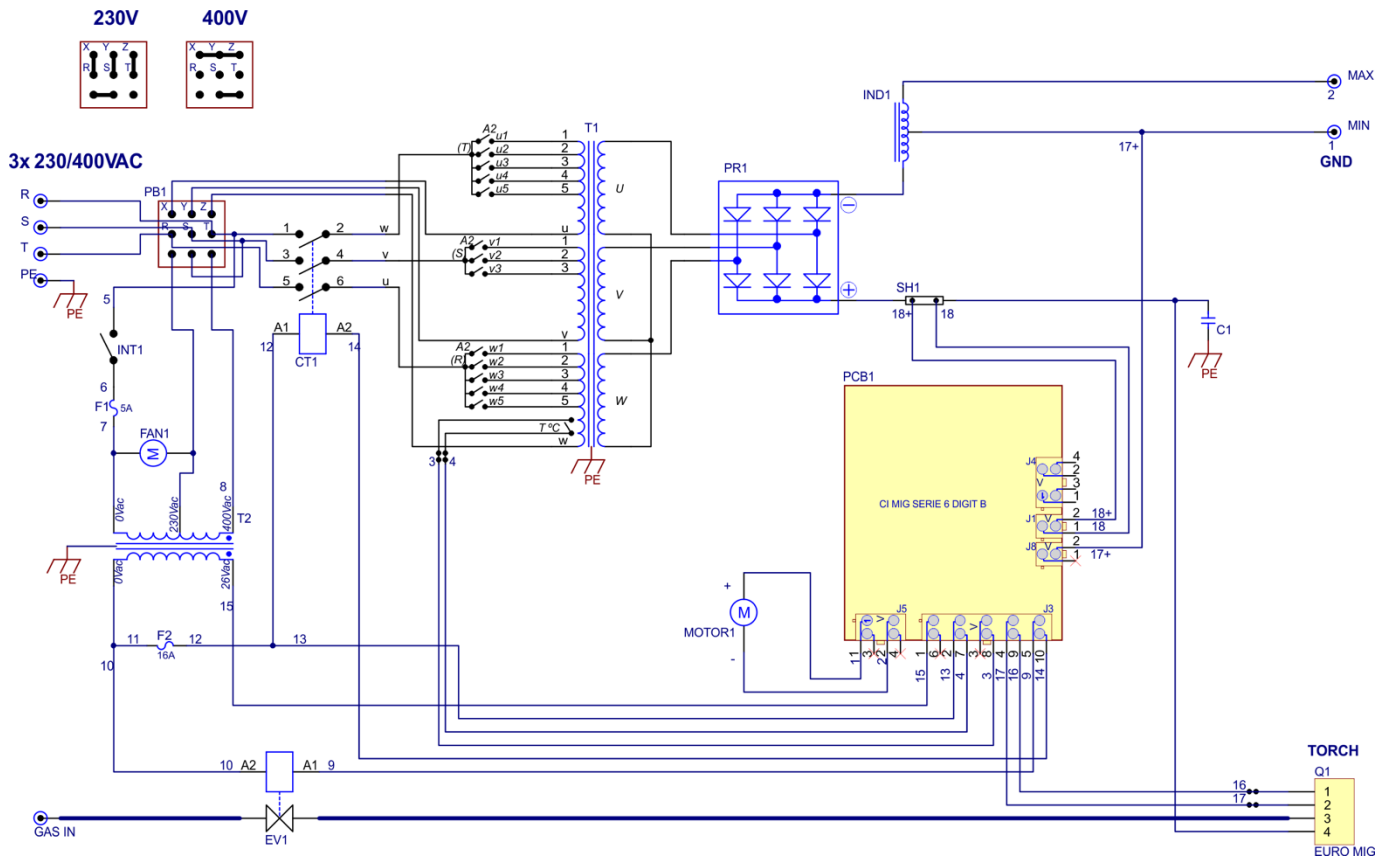 230V 400V
X Y Z X Y Z
R S T R S T
3x 230/400VAC
R
S
T
PE
PE
PB1
X Y Z
R S T
1 2 w
3 4 v
5 6 u
A1 A2
12 14
CT1
5
INT1
6
F1 5A
7
FAN1
M
8
0Vac 230Vac 400Vac
T2
PE
0Vac 26Vac
15
11 F2 12 13
16A
10
10 A2 A1 9
GAS IN
EV1
T1
A2
(T)
u1 1
u2 2
u3 3
u4 4
u5 5
U
u
A2
(S
v1 1
v2 2
v3 3
V
v
A2
(R)
w1 1
w2 2
w3 3
w4 4
w5 5
W
T ºC
w
3 4
PE
PR1
IND1
MAX
2
MIN
1
17+
GND
SH1
18+ 18
C1
PE
PCB1
CI MIG SERIE 6 DIGIT B
J4
4
2
V
3
1
J1 V 2 18+
1 18
J8 V 2
1 17+
+
M
MOTOR1
-
J5
1 V
J3
V
1 3 2 4
1 2
1 6 2 7 3 8 4 9 5 10
15 13 4 3 17 16 9 14
TORCH
Q1
16 1
17 2
3
4
EURO MIG